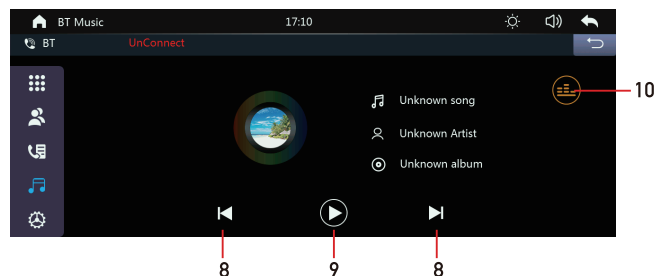 BT Music 17:10
BT UnConnect
10
Unknown song
Unknown Artist
Unknown album
8 9 8